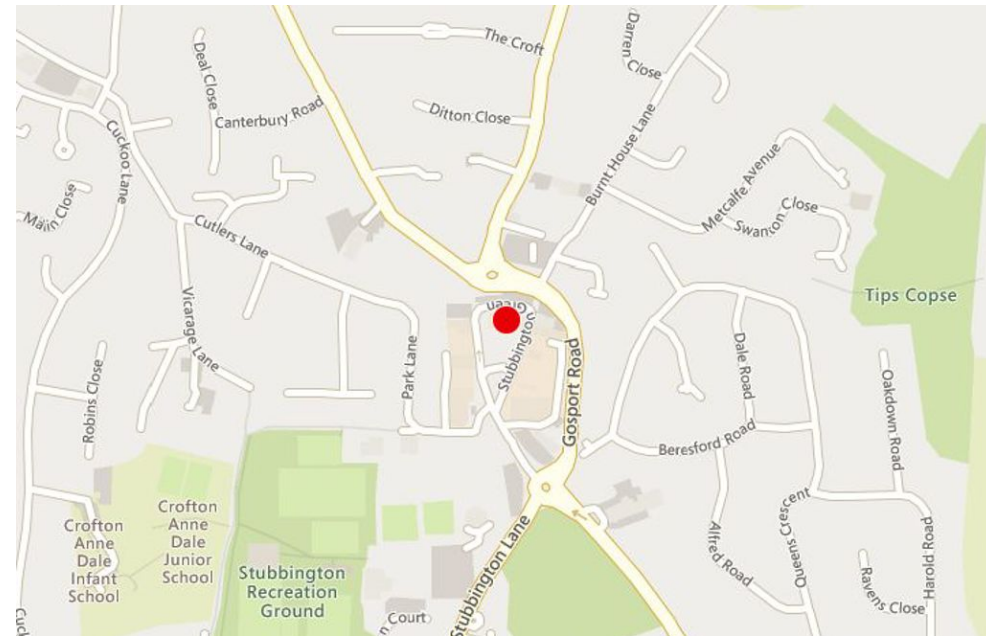 The Croft
Darren Close
Deal Close
Canterbury Road
Ditton Close
Cuckoo Lane
Burnt House Lane
Metcalfe Avenue
Swanton Close
Main Close
Cutlers Lane
Tips Copse
Vicarage Lane
Stubbington Green
Gosport Road
Park Lane
Dale Road
Robins Close
Oakdown Road
Beresford Road
Crofton
Anne
Dale
Infant
School
Crofton
Anne Dale
Junior
School
Queens Crescent
Alfred Road
Harold Road
Stubbington
Recreation
Ground
Stubbington Lane
Ravens Close
n Court
Cuck